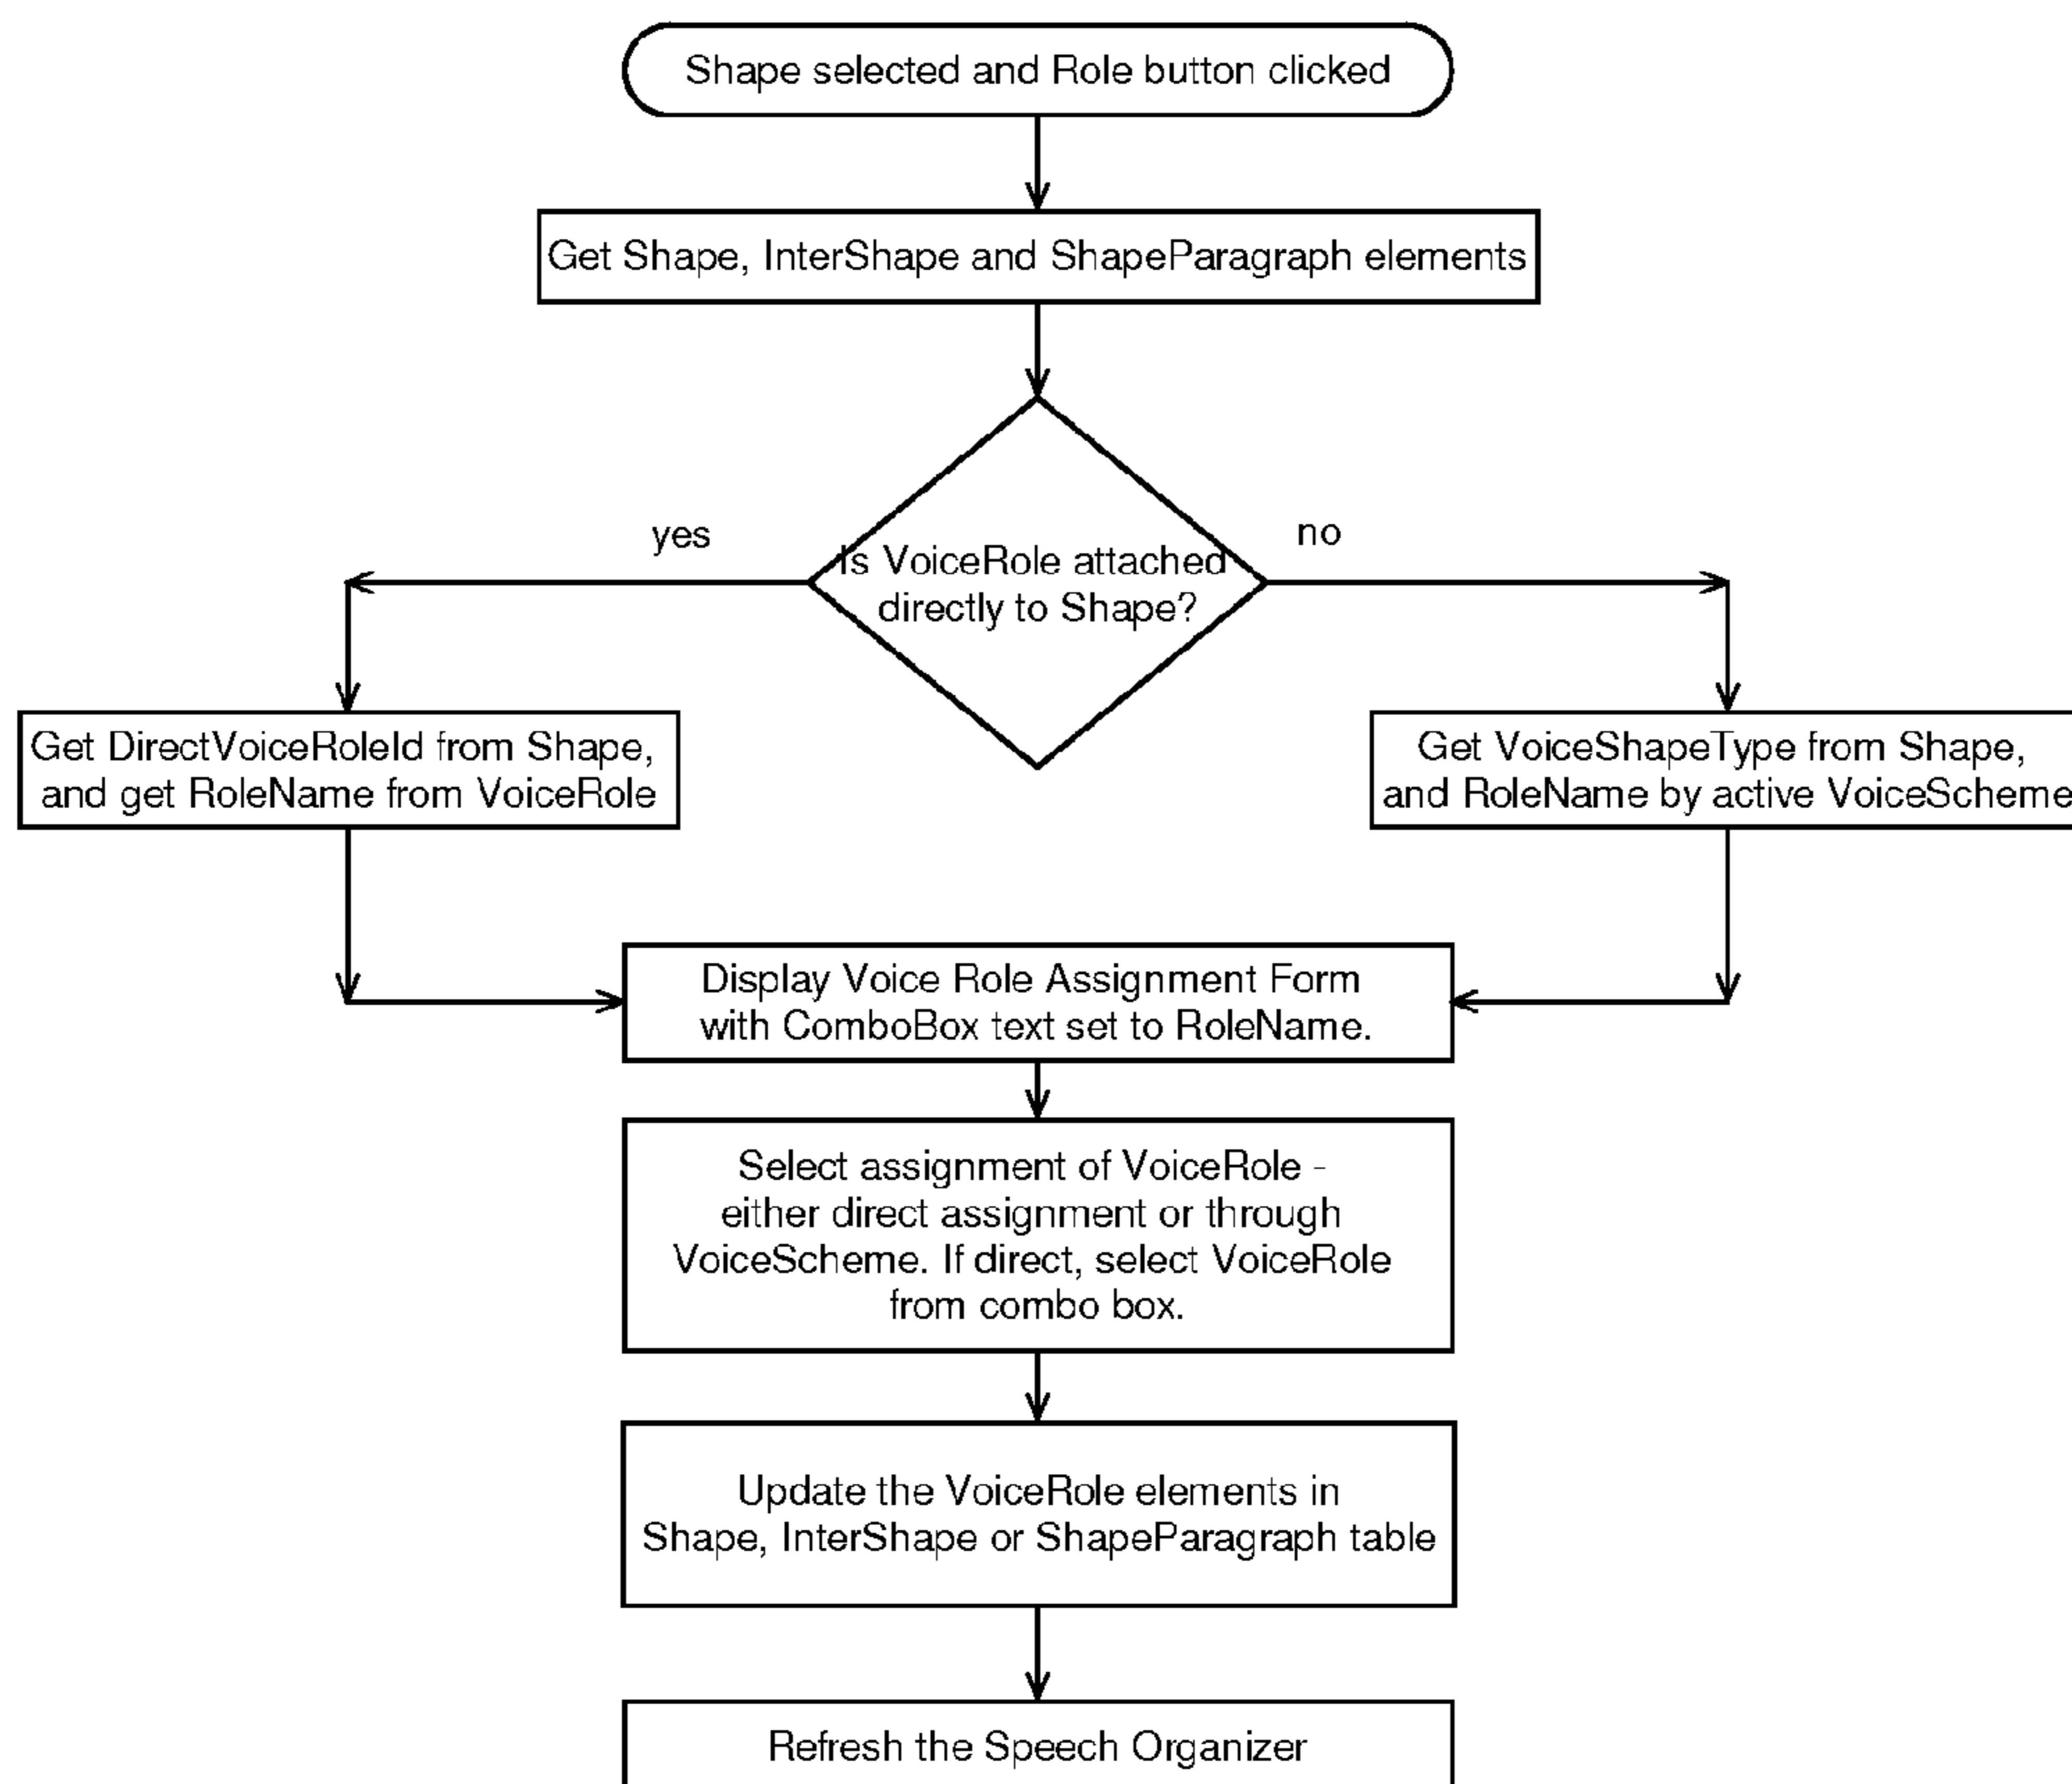 Shape selected and Role button clicked
Get Shape, InterShape and ShapeParagraph elements
yes
no
Is VoiceRole attached
directly to Shape?
Get DirectVoiceRoleId from Shape,
and get RoleName from VoiceRole
Get VoiceShapeType from Shape,
and RoleName by active VoiceScheme
Display Voice Role Assignment Form
with ComboBox text set to RoleName.
Select assignment of VoiceRole -
either direct assignment or through
VoiceScheme. If direct, select VoiceRole
from combo box.
Update the VoiceRole elements in
Shape, InterShape or ShapeParagraph table
Refresh the Speech Organizer